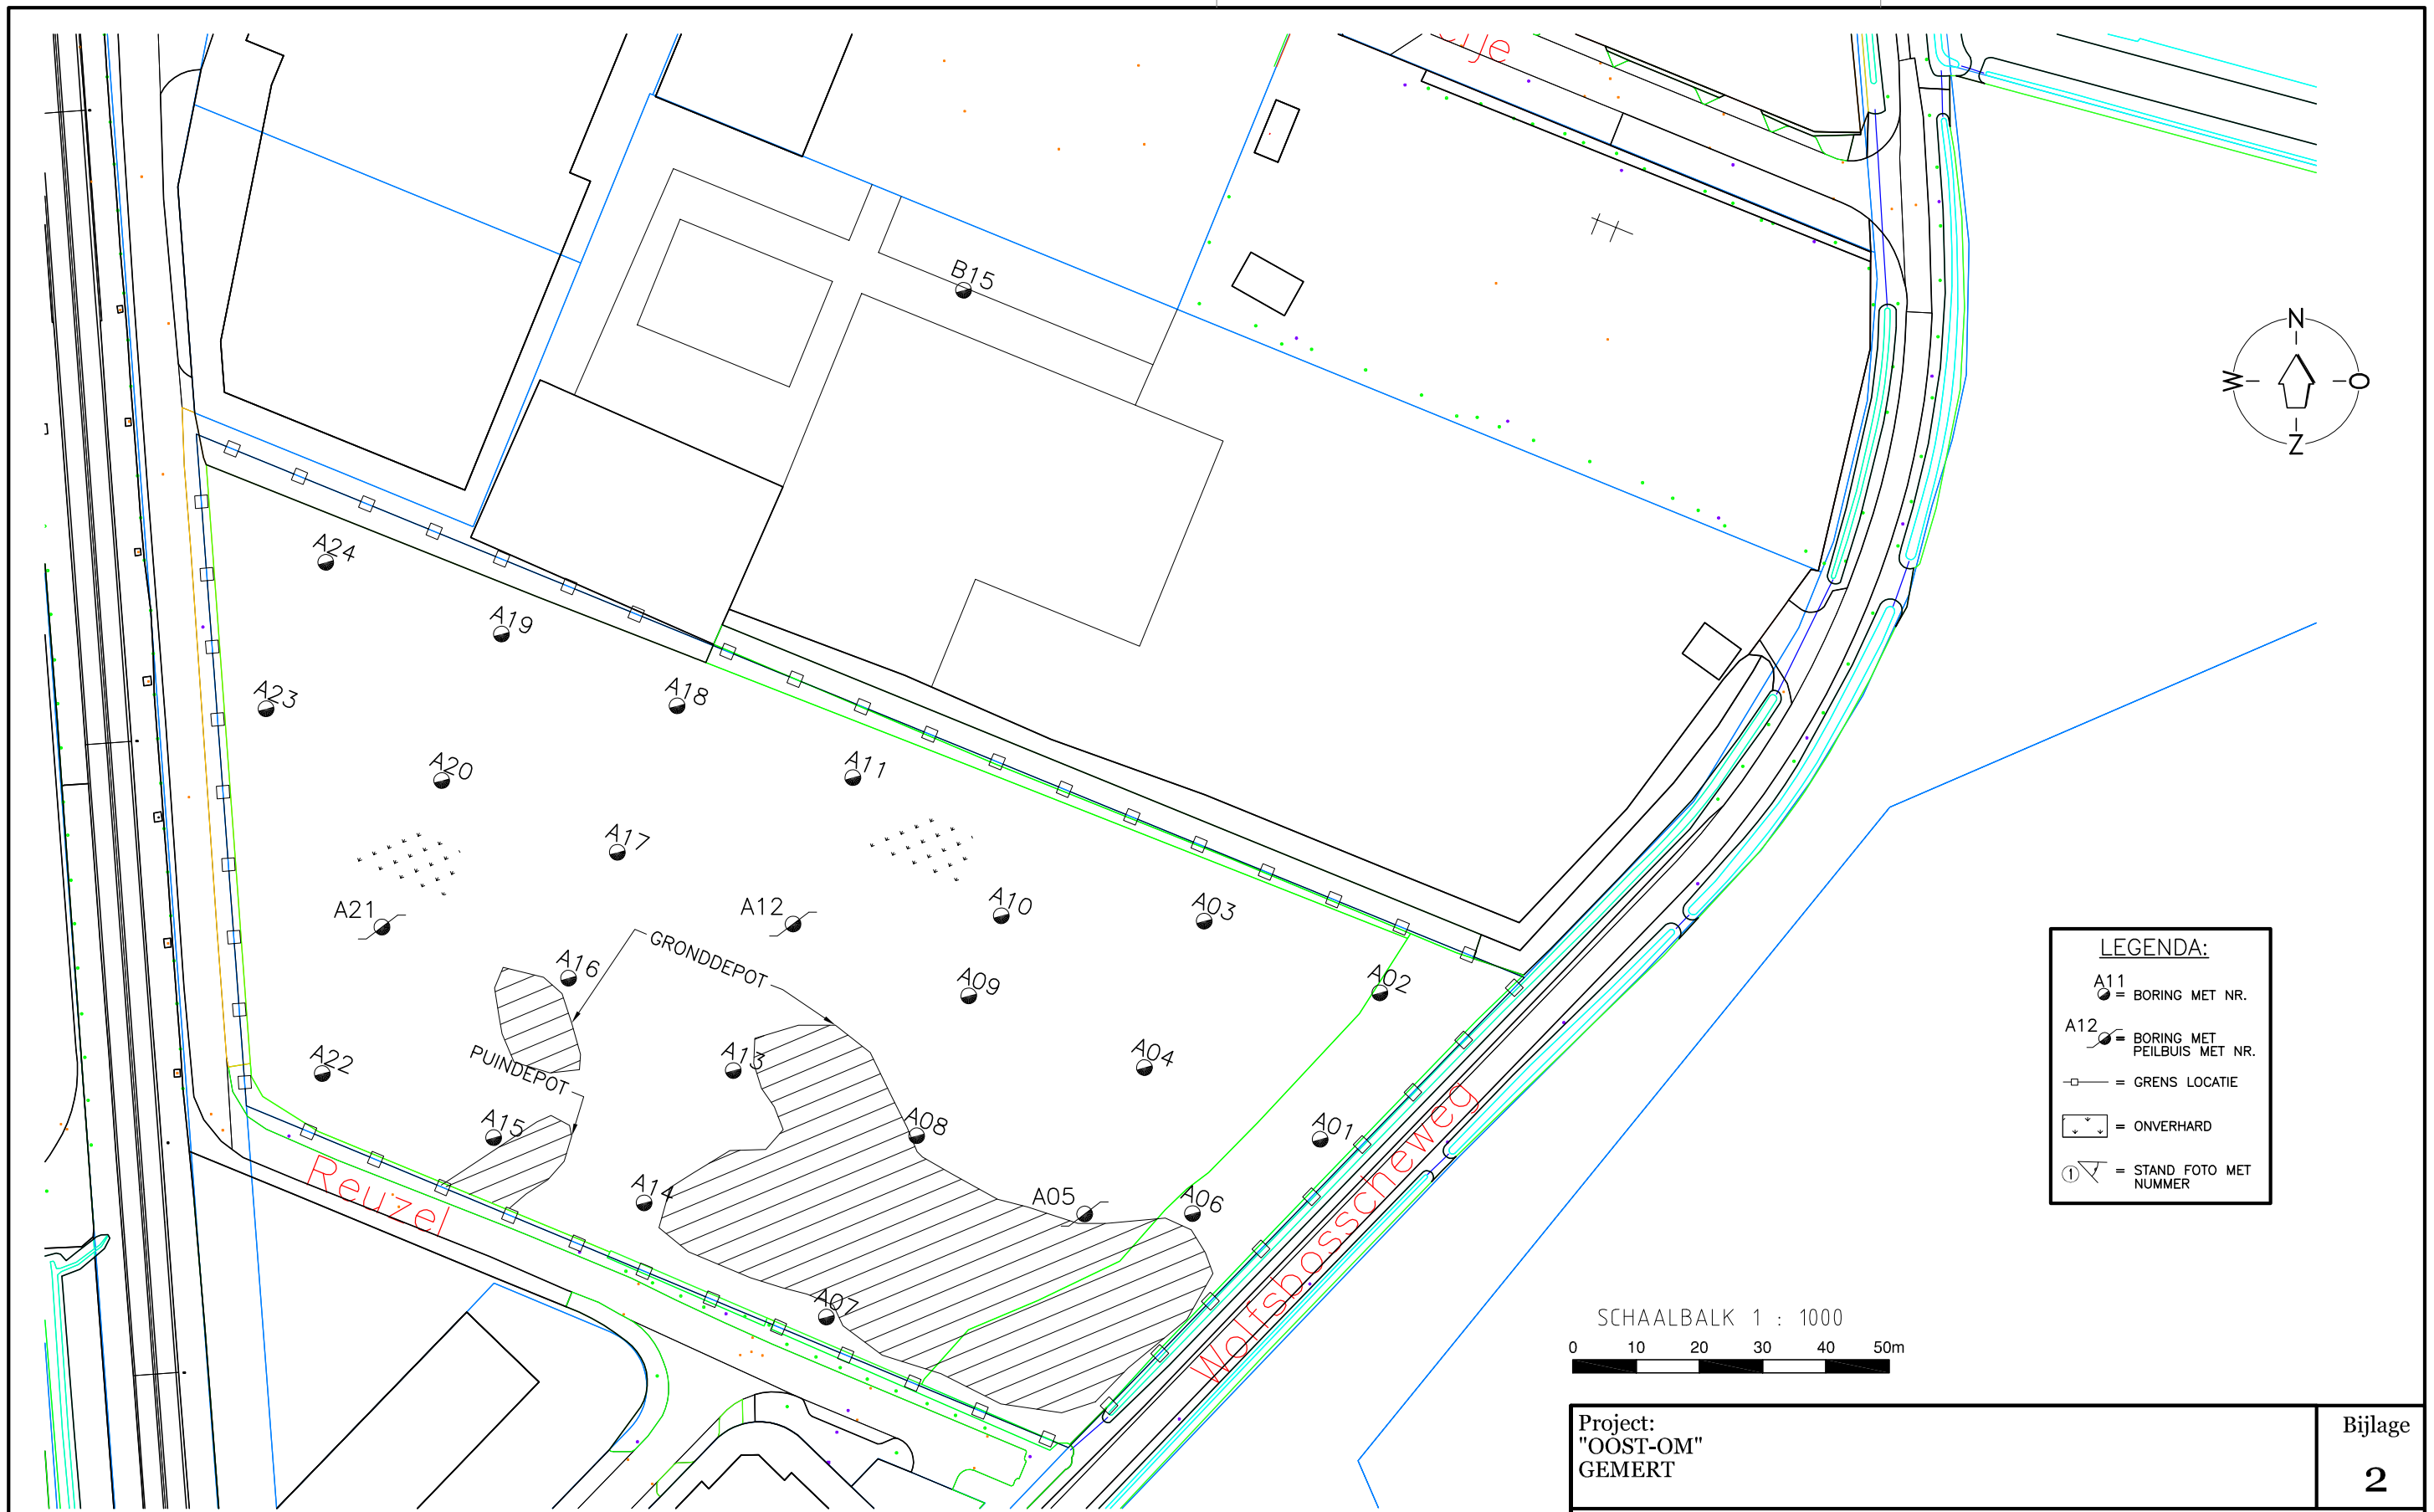 B15
N
W
O
Z
A24
A19
A23
A18
A20
A11
A17
A21
A12
A10
A03
GRONDDEPOT
A16
A09
A02
PUINDEPOT
A22
A13
A04
A15
A08
A01
Reuzel
A14
A05
A06
A07
Wolfsbosscheweg
LEGENDA:
A11
= BORING MET NR.
A12
= BORING MET
PEILBUIS MET NR.
= GRENS LOCATIE
= ONVERHARD
1
= STAND FOTO MET
NUMMER
SCHAALBALK 1 : 1000
0 10 20 30 40 50m
Project:
"OOST-OM"
GEMERT
Bijlage
2